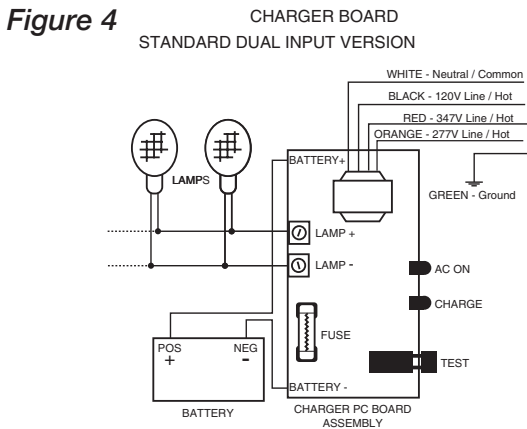 Figure 4
CHARGER BOARD
STANDARD DUAL INPUT VERSION
WHITE - Neutral / Common
BLACK - 120V Line / Hot
RED - 347V Line / Hot
ORANGE - 277V Line / Hot
BATTERY+
GREEN - Ground
LAMPS
LAMP +
LAMP -
AC ON
CHARGE
FUSE
POS
+
NEG
-
TEST
BATTERY -
BATTERY
CHARGER PC BOARD
ASSEMBLY